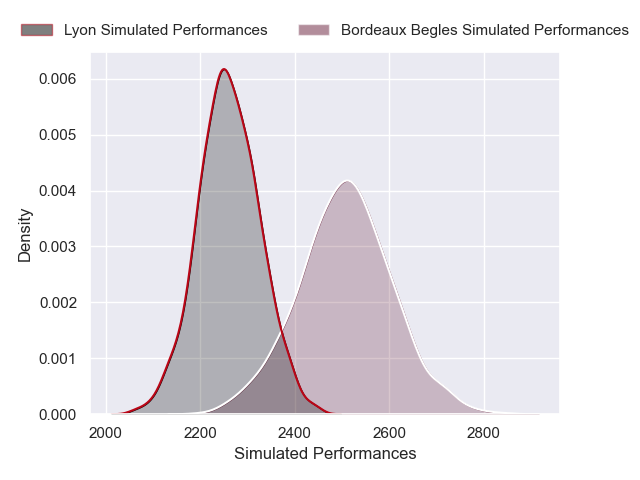 Lyon Simulated Performances Bordeaux Begles Simulated Performances
0.006
0.005
0.004
0.003
0.002
0.001
0.000
Density
2000 2200 2400 2600 2800
Simulated Performances